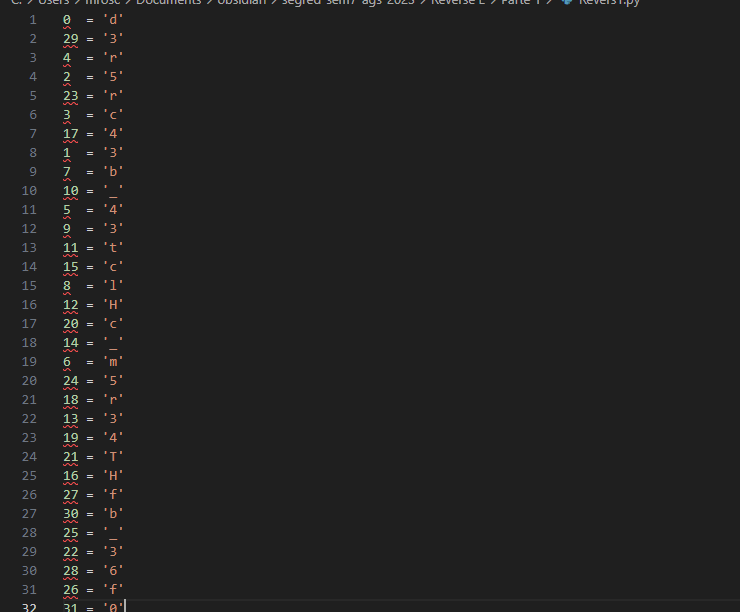 C: > Users > mrosc > Documents > obsidian > segred-sem7-ags-2023 > Reverse E > Parte-1 > Revers1.py
1 0 = 'd'
2 29 = '3'
3 4 = 'r'
4 2 = '5'
5 23 = 'r'
6 3 = 'c'
7 17 = '4'
8 1 = '3'
9 7 = 'b'
10 10 = '_'
11 5 = '4'
12 9 = '3'
13 11 = 't'
14 15 = 'c'
15 8 = 'l'
16 12 = 'H'
17 20 = 'c'
18 14 = '_'
19 6 = 'm'
20 24 = '5'
21 18 = 'r'
22 13 = '3'
23 19 = '4'
24 21 = 'T'
25 16 = 'H'
26 27 = 'f'
27 30 = 'b'
28 25 = '_'
29 22 = '3'
30 28 = '6'
31 26 = 'f'
32 31 = '0'